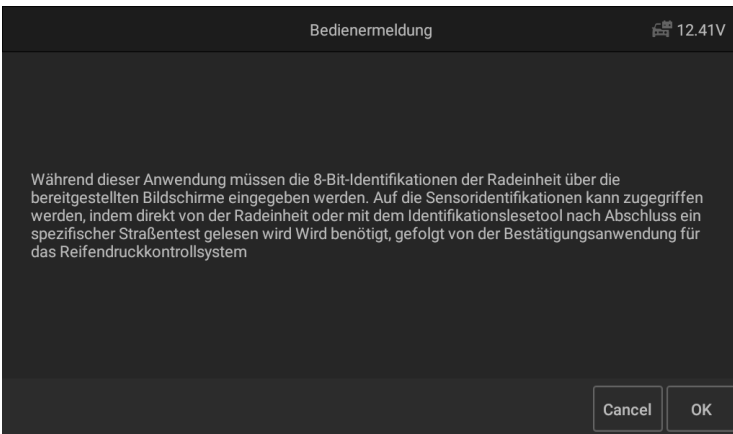 Bedienermeldung
12.41V
Während dieser Anwendung müssen die 8-Bit-Identifikationen der Radeinheit über die
bereitgestellten Bildschirme eingegeben werden. Auf die Sensoridentifikationen kann zugegriffen
werden, indem direkt von der Radeinheit oder mit dem Identifikationslesetool nach Abschluss ein
spezifischer Straßentest gelesen wird Wird benötigt, gefolgt von der Bestätigungsanwendung für
das Reifendruckkontrollsystem
Cancel
OK